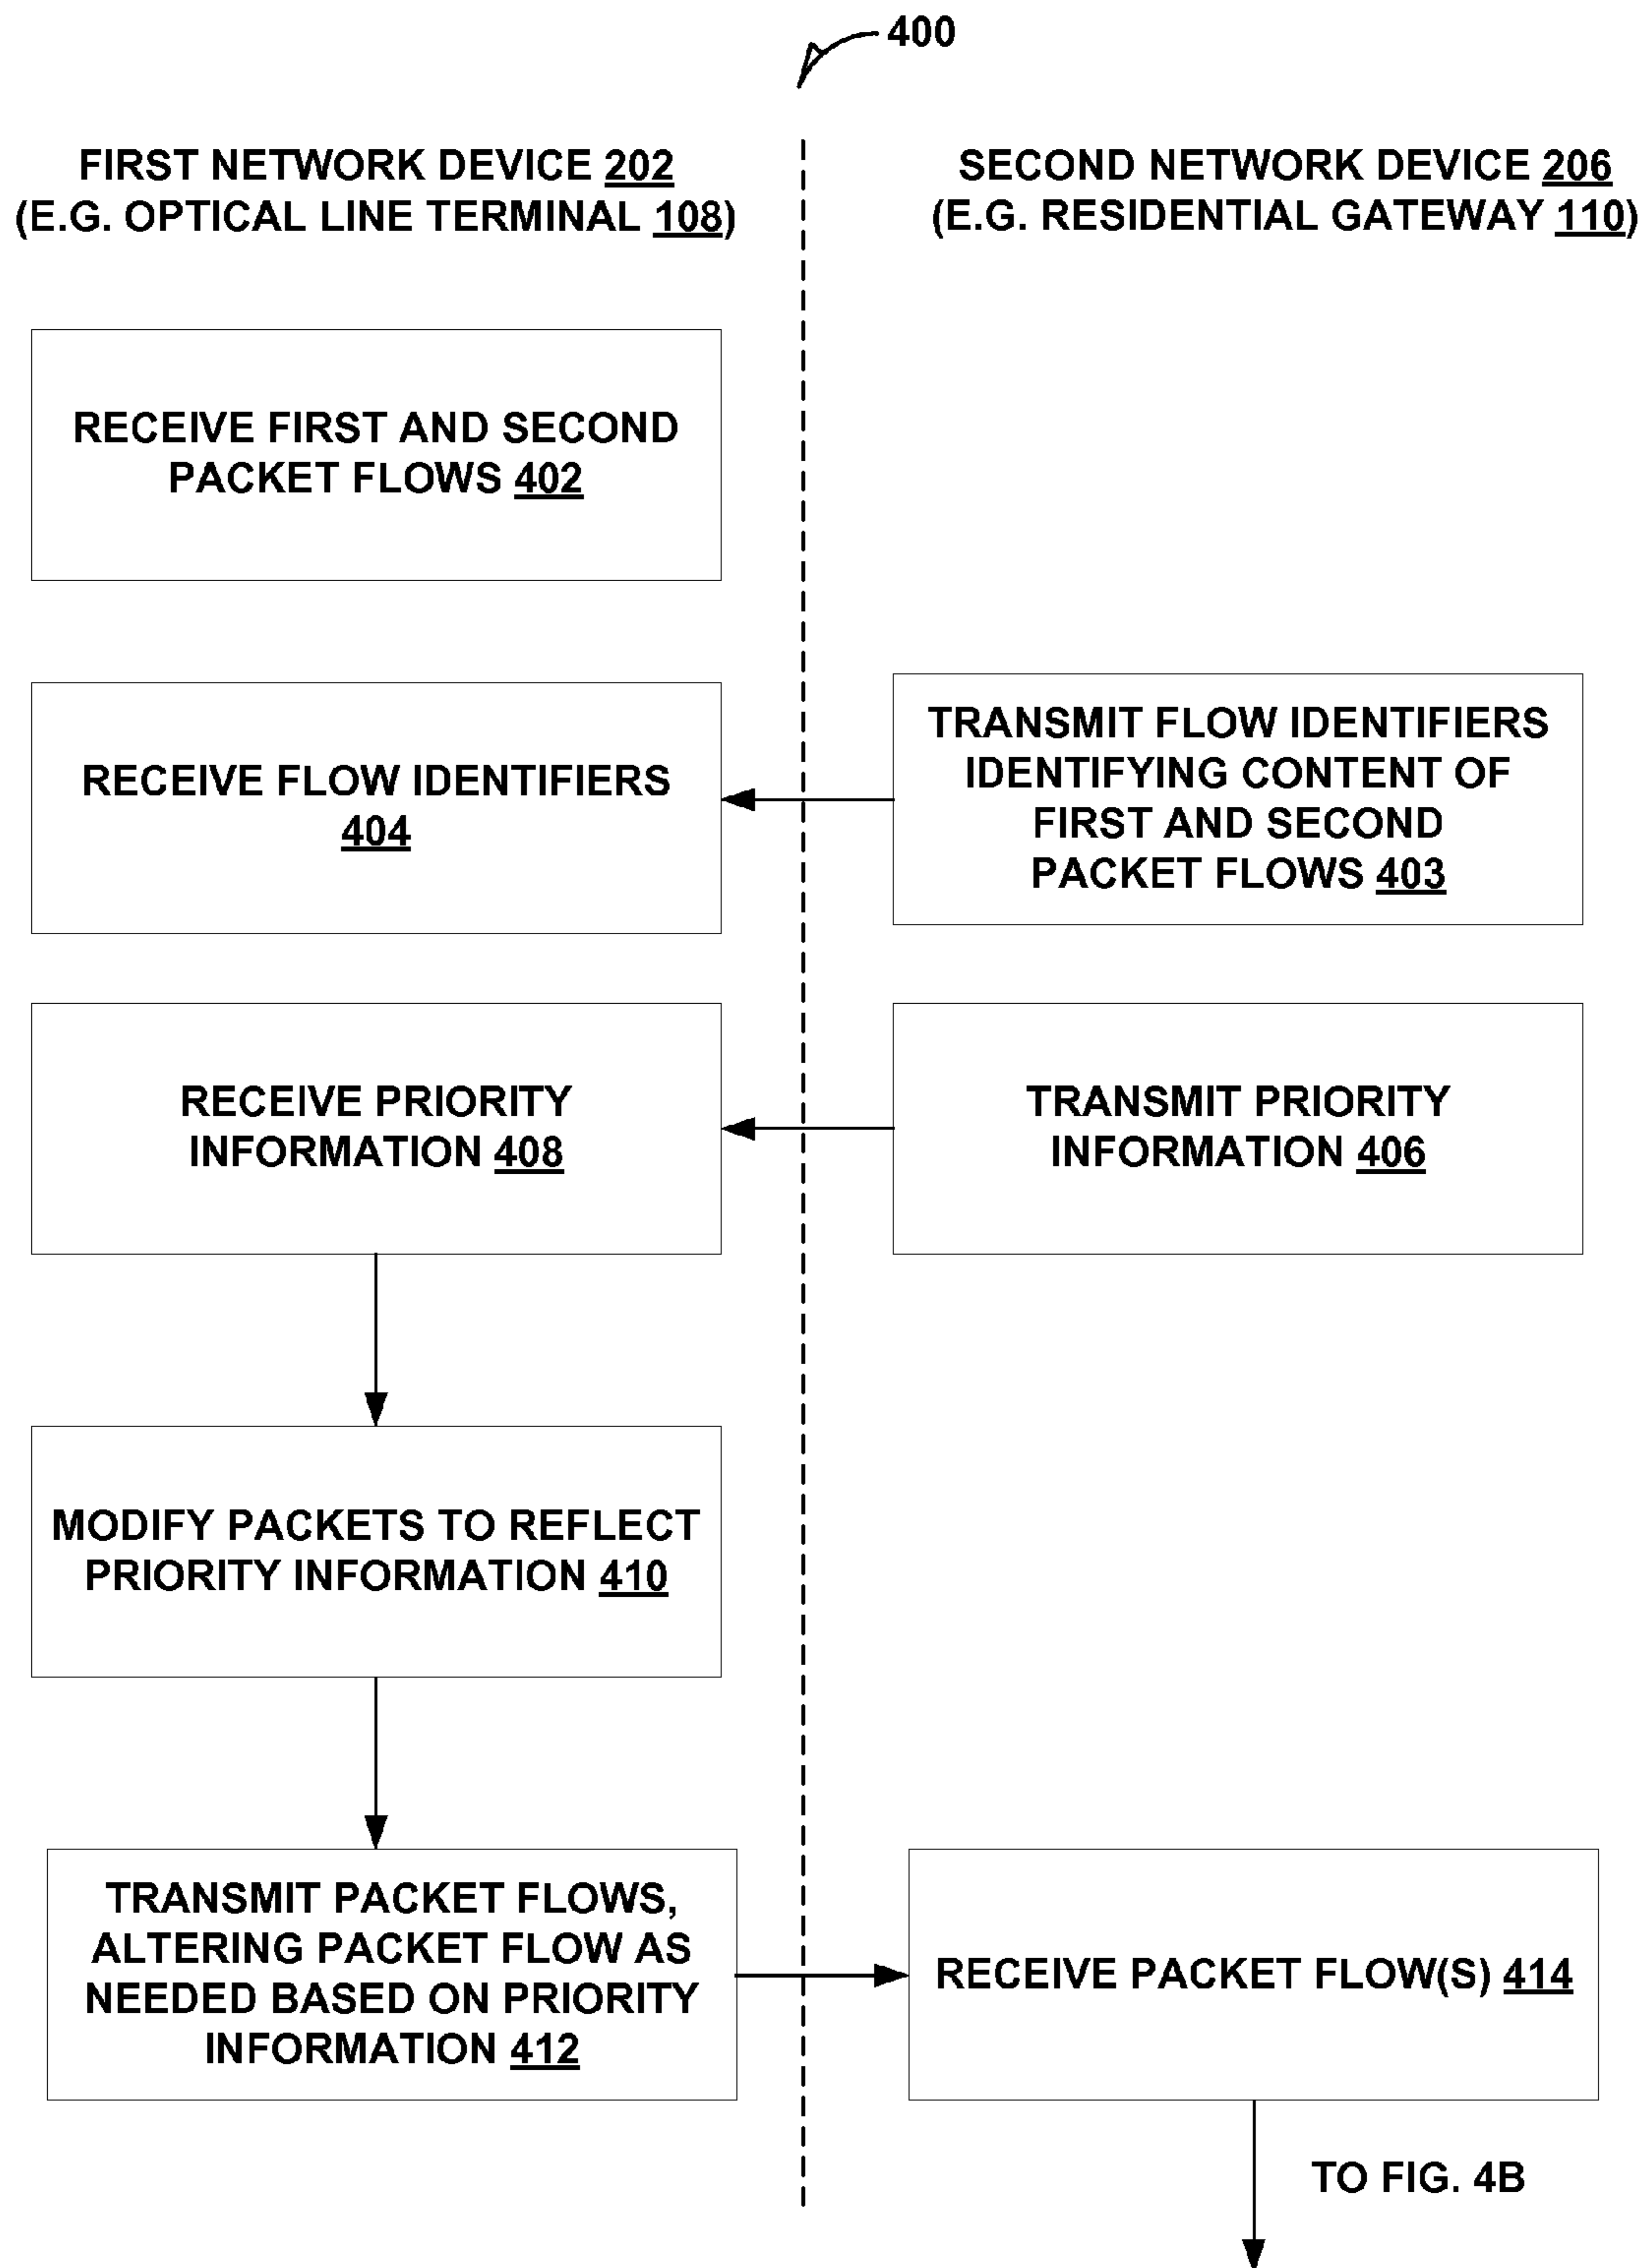 400
FIRST NETWORK DEVICE 202
(E.G. OPTICAL LINE TERMINAL 108)
SECOND NETWORK DEVICE 206
(E.G. RESIDENTIAL GATEWAY 110)
RECEIVE FIRST AND SECOND
PACKET FLOWS 402
RECEIVE FLOW IDENTIFIERS
404
TRANSMIT FLOW IDENTIFIERS
IDENTIFYING CONTENT OF
FIRST AND SECOND
PACKET FLOWS 403
RECEIVE PRIORITY
INFORMATION 408
TRANSMIT PRIORITY
INFORMATION 406
MODIFY PACKETS TO REFLECT
PRIORITY INFORMATION 410
TRANSMIT PACKET FLOWS,
ALTERING PACKET FLOW AS
NEEDED BASED ON PRIORITY
INFORMATION 412
RECEIVE PACKET FLOW(S) 414
TO FIG. 4B